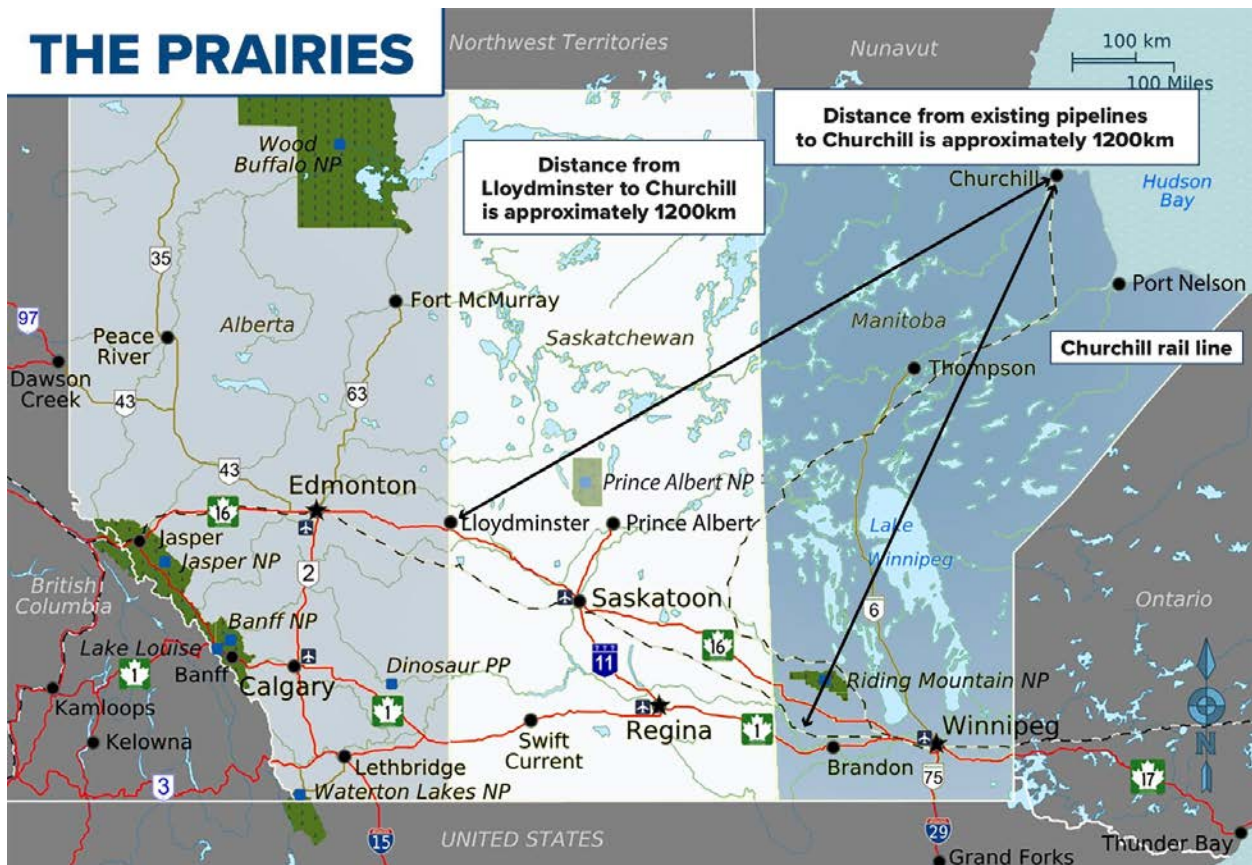 THE PRAIRIES
Northwest Territories
Nunavut
100 km
100 Miles
Distance from existing pipelines
to Churchill is approximately 1200km
Distance from
Lloydminster to Churchill
is approximately 1200km
Wood
Buffalo NP
Churchill
Hudson
Bay
35
Fort McMurray
Port Nelson
97
Peace
River
Alberta
Saskatchewan
Manitoba
Churchill rail line
Dawson
Creek
43
63
Thompson
43
Edmonton
Prince Albert NP
16
Lloydminster
Prince Albert
Jasper
Jasper NP
2
Lake
Winnipeg
British
Columbia
Saskatoon
6
Ontario
Banff NP
Lake Louise
Banff
Calgary
1
Dinosaur PP
11
16
Riding Mountain NP
Kamloops
1
Regina
1
Winnipeg
N
Kelowna
Swift
Current
Brandon
Lethbridge
3
75
17
Waterton Lakes NP
15
UNITED STATES
29
Thunder Bay
Grand Forks